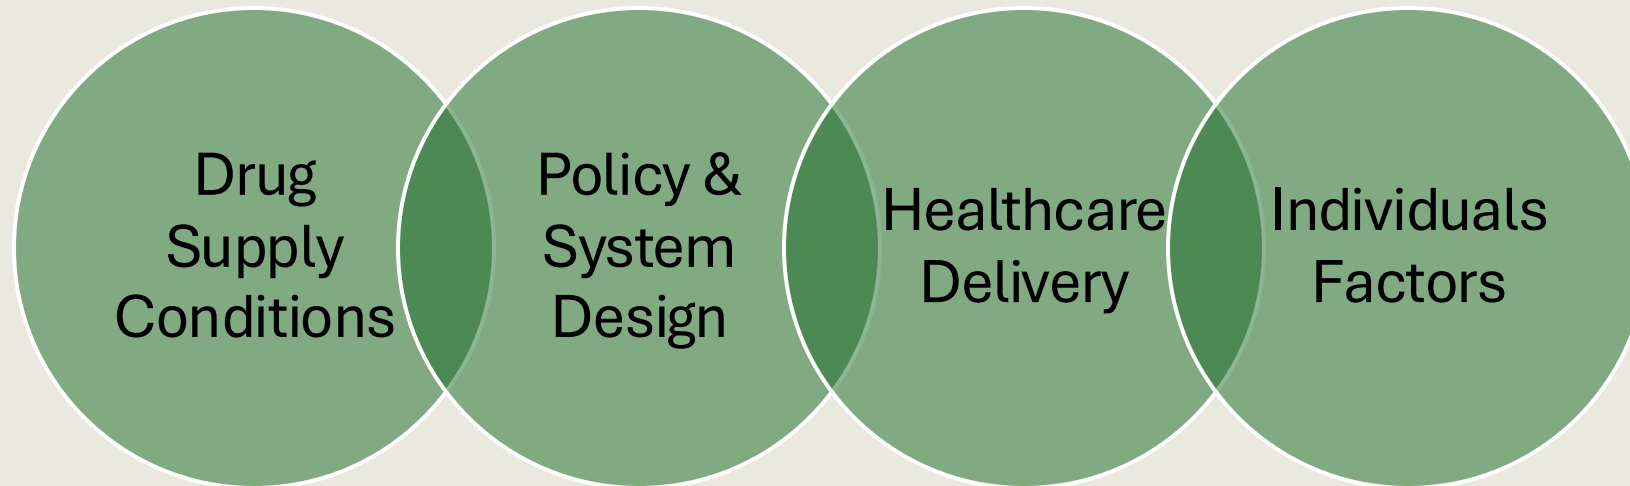 Drug
Supply
Conditions
Policy &
System
Design
Healthcare
Delivery
Individuals
Factors